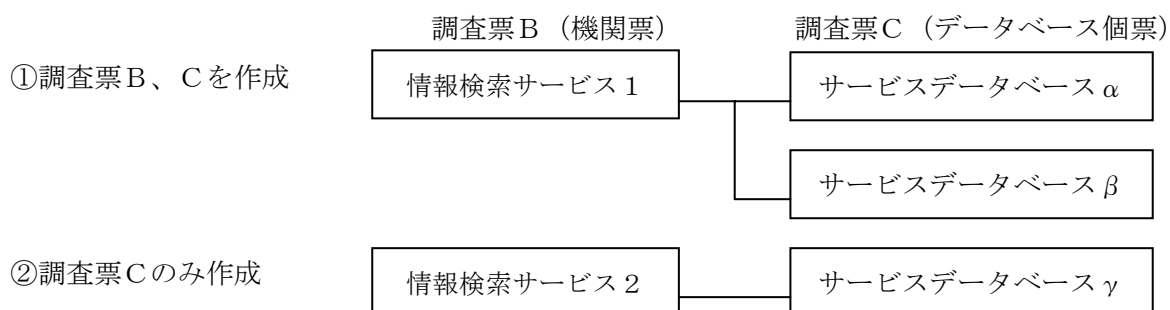 調査票Ｂ（機関票）　調査票Ｃ（データベース個票）
①調査票Ｂ、Ｃを作成　情報検索サービス１　サービスデータベースα
サービスデータベースβ
②調査票Ｃのみ作成　情報検索サービス２　サービスデータベースγ